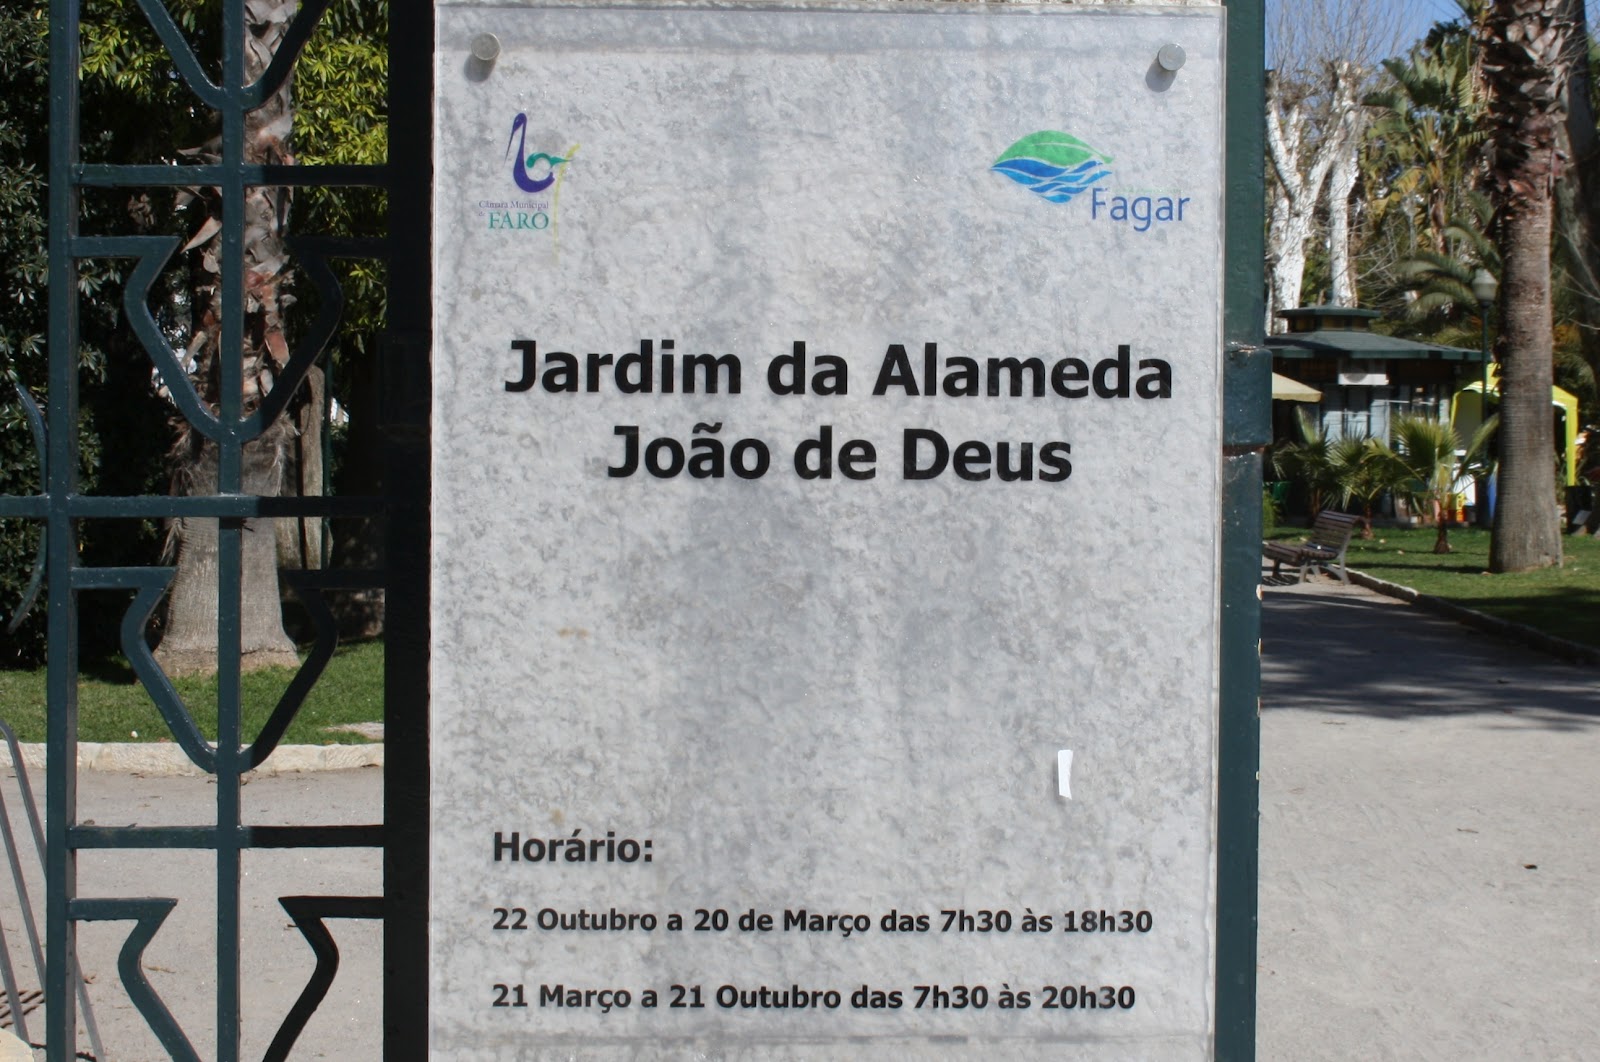 Câmara Municipal
de FARO
Fagar
Jardim da Alameda
João de Deus
Horário:
22 Outubro a 20 de Março das 7h30 às 18h30
21 Março a 21 Outubro das 7h30 às 20h30